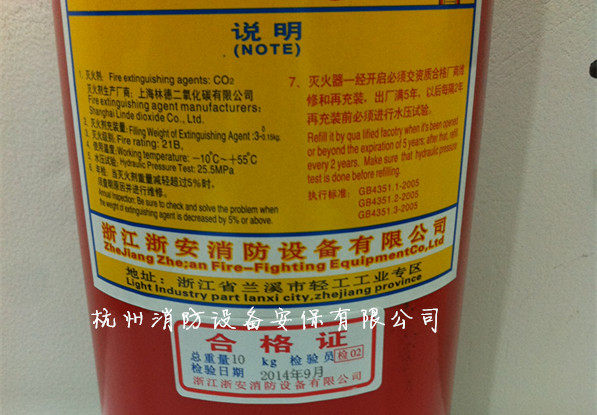 说明
(NOTE)
1、灭火剂: Fire extinguishing agents: CO2
灭火剂生产厂商: 上海林德二氧化碳有限公司
Fire extinguishing agent manufacturers:
Shanghai Linde dioxide Co., Ltd.
2、灭火剂充装量: Filling Weight of Extinguishing Agent :3-0.15kg
3、灭火级别: Fire rating: 21B.
4、使用温度: Working temperature: -10℃~+55℃
5、水压试验: Hydraulic Pressure Test: 25.5MPa
6、年检: 当灭火剂重量减轻超过5%时,
须查明原因并进行维修。
Annual inspection: Be sure to check and solve the problem when
the weight of extinguishing agent is decreased by 5% or above.
7、灭火器一经开启必须交资质合格厂商维
修和再充装, 出厂满5年, 以后每隔2年
再充装前必须进行水压试验。
Refill it by qua lified facotry when it's been opened
or beyond the expiration of 5 years; after that, refill
every 2 years. Make sure that hydraulic pressure
test is done before refilling.
执行标准: GB4351.1-2005
GB4351.2-2005
GB4351.3-2005
浙江浙安消防设备有限公司
ZheJiang Zhe;an Fire-Fighting EquipmentCo,Ltd
地址: 浙江省兰溪市轻工工业专区
Light Industry part lanxi city,zhejiang province
杭州消防设备安保有限公司
合格证
总重量10 kg 检验员 检02
检验日期 2014年9月
浙江浙安消防设备有限公司